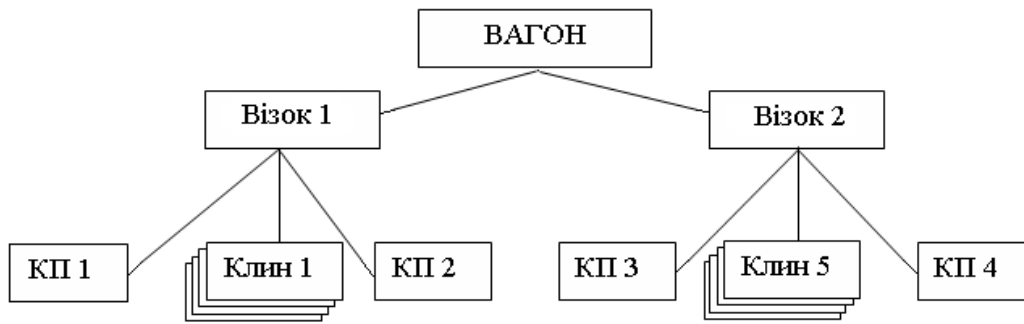 ВАГОН
Візок 1
Візок 2
КП 1
Клин 1
КП 2
КП 3
Клин 5
КП 4